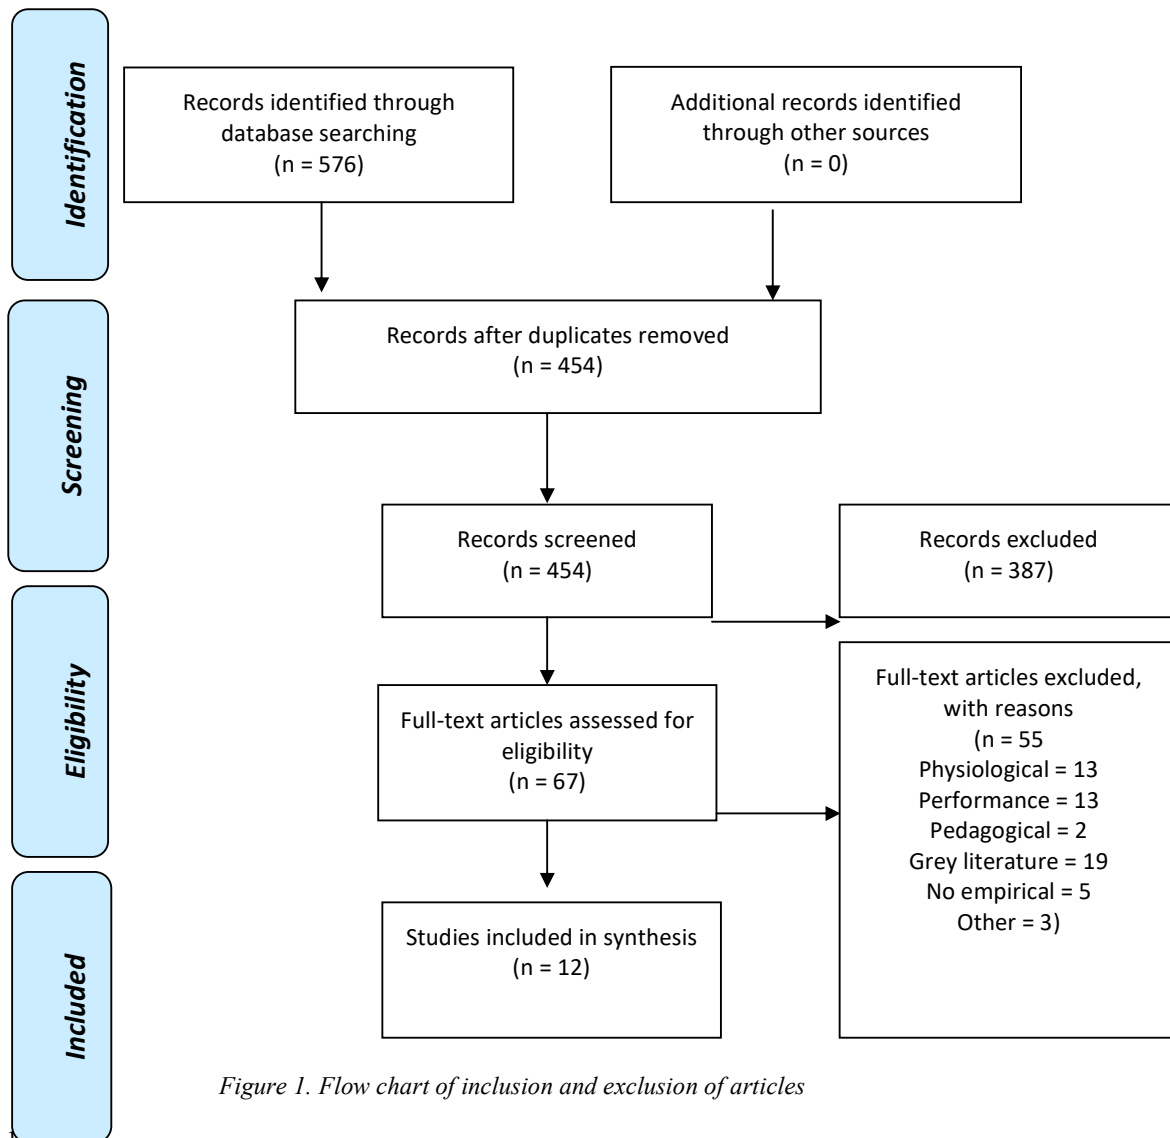 Identification
Records identified through
database searching
(n = 576)
Additional records identified
through other sources
(n = 0)
Screening
Records after duplicates removed
(n = 454)
Records screened
(n = 454)
Records excluded
(n = 387)
Eligibility
Full-text articles assessed for
eligibility
(n = 67)
Full-text articles excluded,
with reasons
(n = 55
Physiological = 13
Performance = 13
Pedagogical = 2
Grey literature = 19
No empirical = 5
Other = 3)
Included
Studies included in synthesis
(n = 12)
Figure 1. Flow chart of inclusion and exclusion of articles